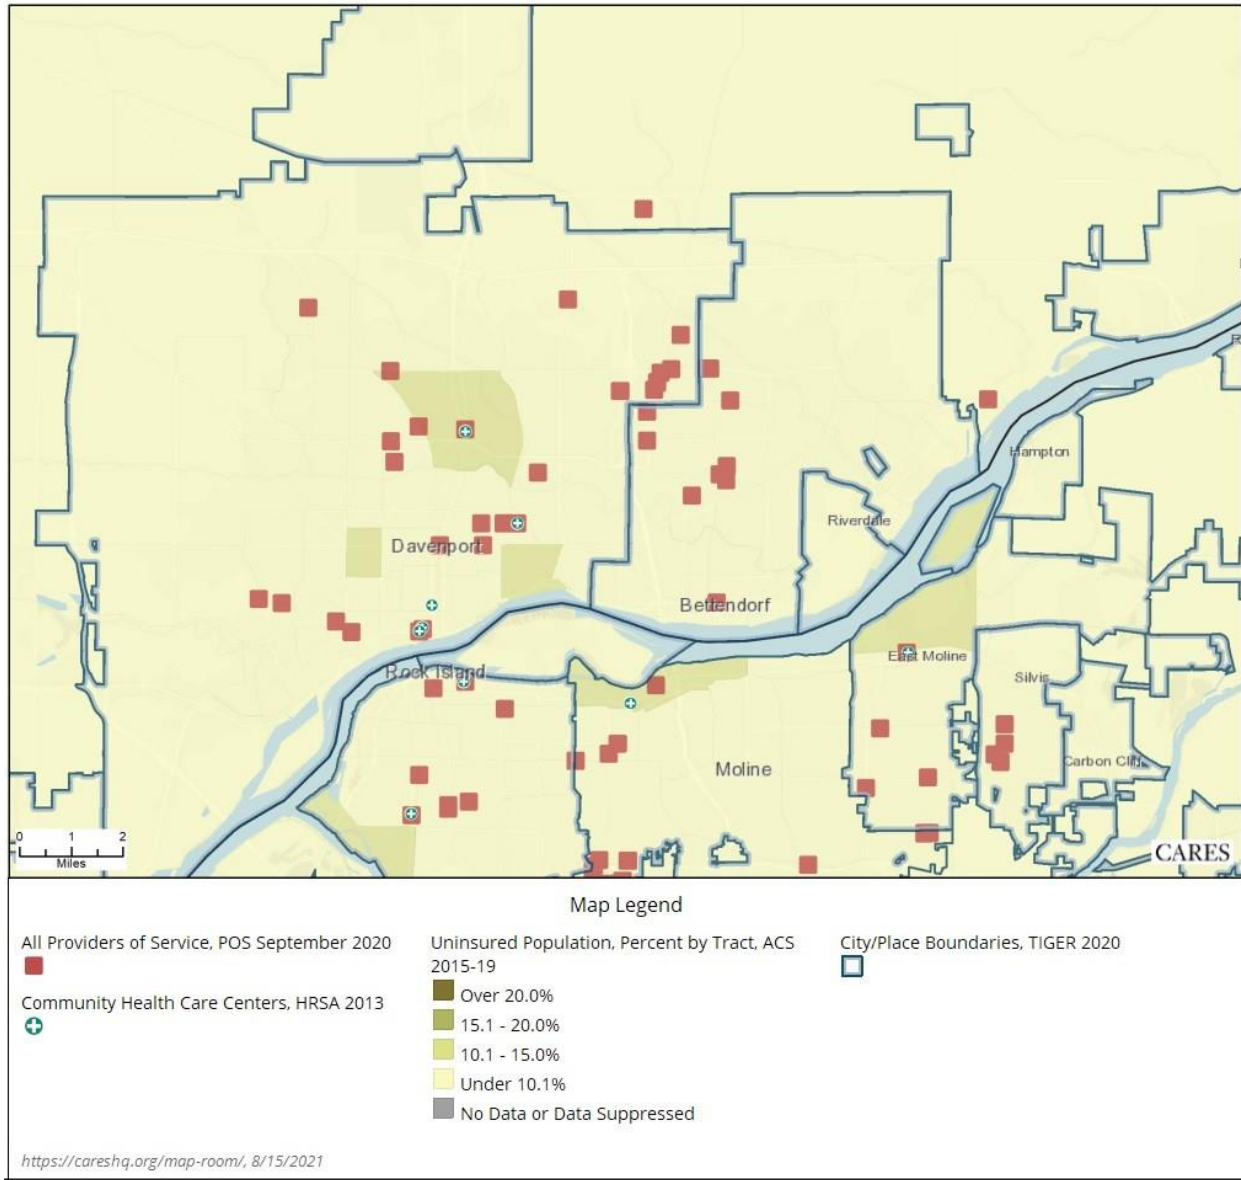 Hampton
Riverdale
Davenport
Bettendorf
East Moline
Rock Island
Silvis
Moline
Carbon Cliff
0 1 2
Miles
CARES
Map Legend
All Providers of Service, POS September 2020
Community Health Care Centers, HRSA 2013
Uninsured Population, Percent by Tract, ACS
2015-19
Over 20.0%
15.1 - 20.0%
10.1 - 15.0%
Under 10.1%
No Data or Data Suppressed
City/Place Boundaries, TIGER 2020
https://careshq.org/map-room/, 8/15/2021